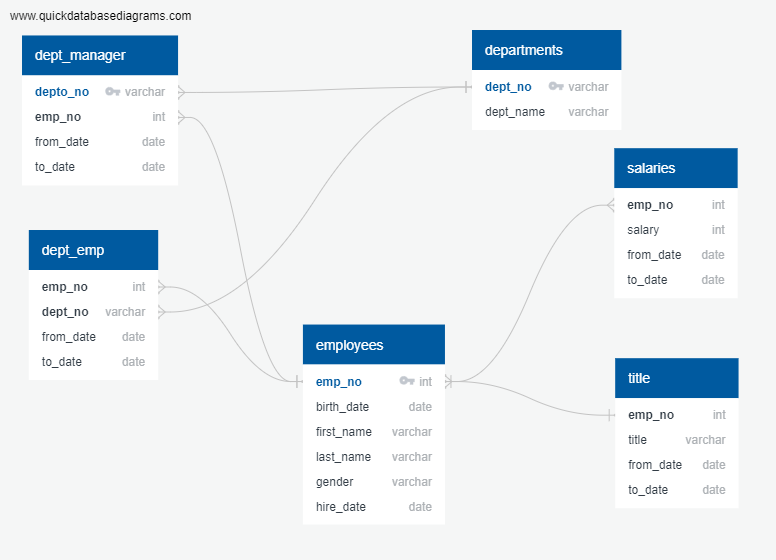 www.quickdatabasediagrams.com
dept_manager
depto_no varchar
emp_no int
from_date date
to_date date
departments
dept_no varchar
dept_name varchar
salaries
emp_no int
salary int
from_date date
to_date date
dept_emp
emp_no int
dept_no varchar
from_date date
to_date date
employees
emp_no int
birth_date date
first_name varchar
last_name varchar
gender varchar
hire_date date
title
emp_no int
title varchar
from_date date
to_date date